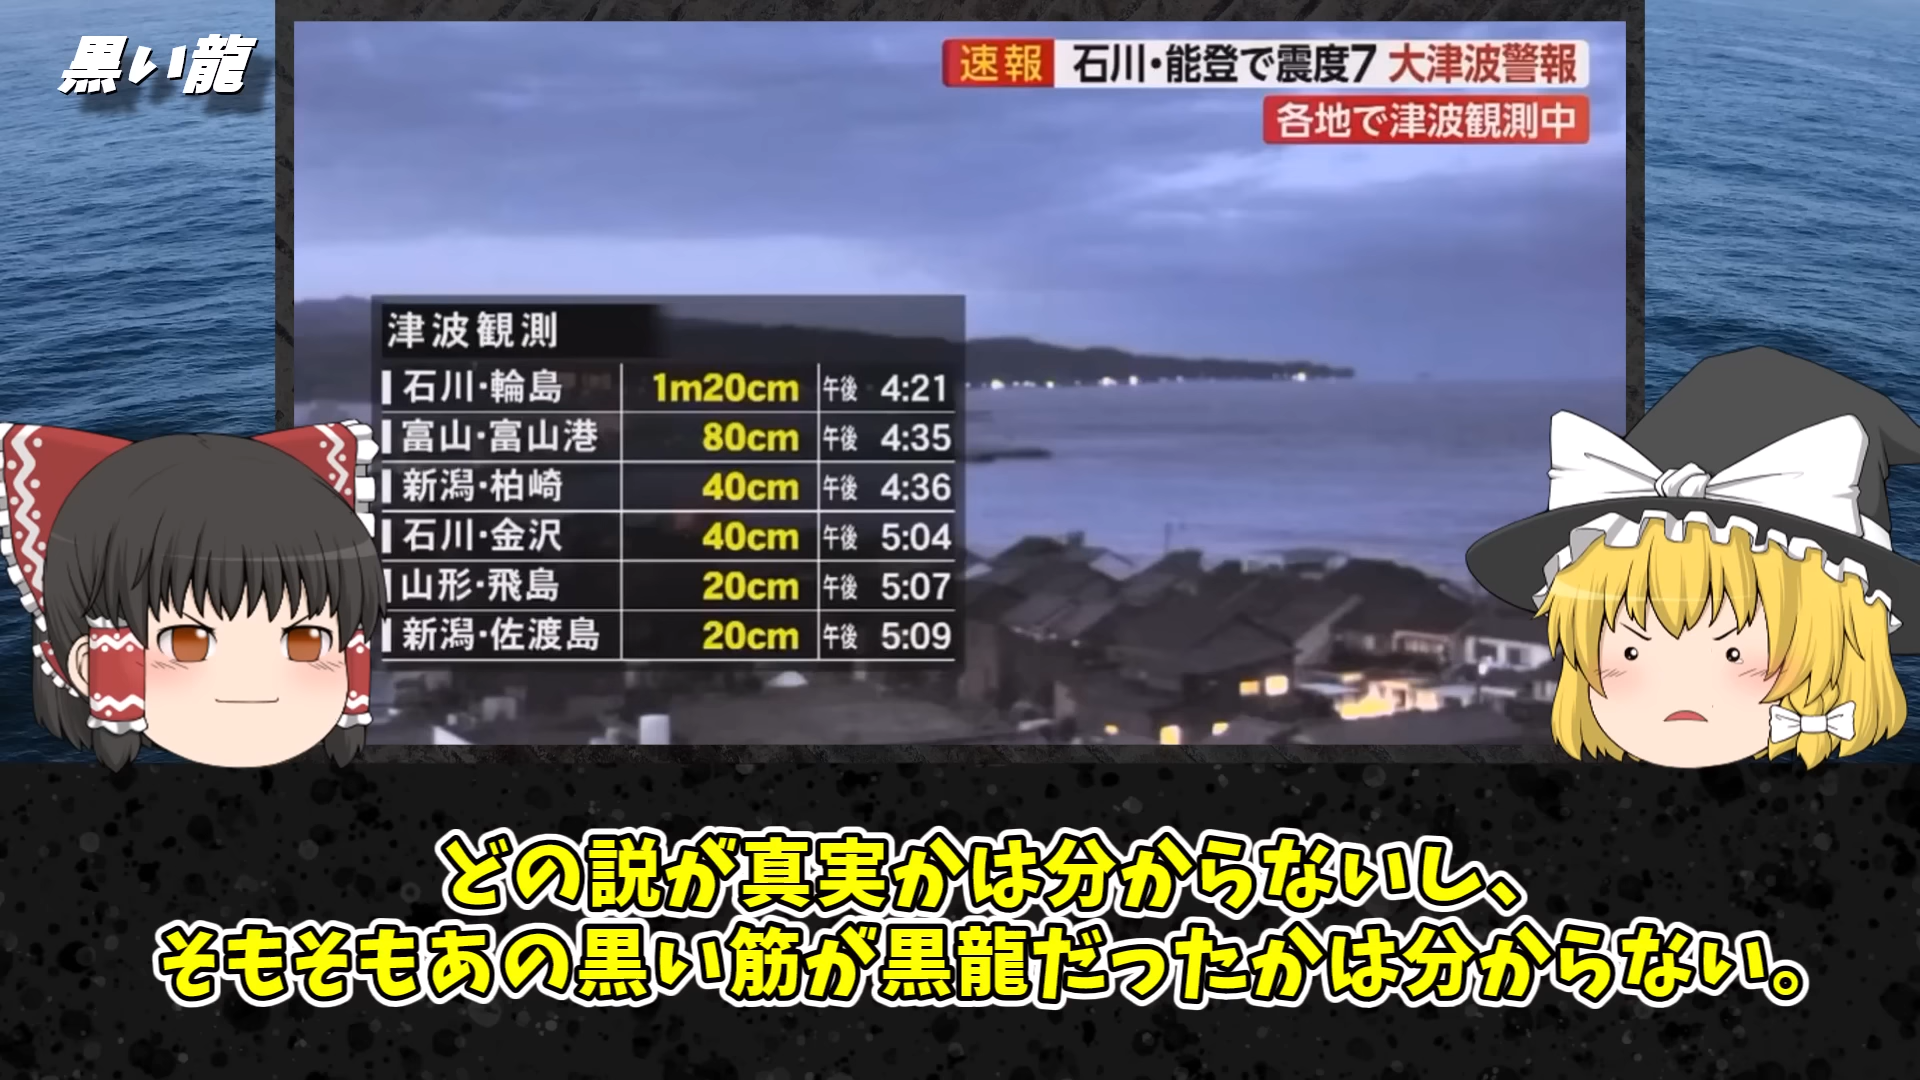 黒い龍
速報 石川・能登で震度7 大津波警報
各地で津波観測中
津波観測
石川・輪島 1m20cm 午後 4:21
富山・富山港 80cm 午後 4:35
新潟・柏崎 40cm 午後 4:36
石川・金沢 40cm 午後 5:04
山形・飛島 20cm 午後 5:07
新潟・佐渡島 20cm 午後 5:09
どの説が真実かは分からないし、
そもそもあの黒い筋が黒龍だったかは分からない。